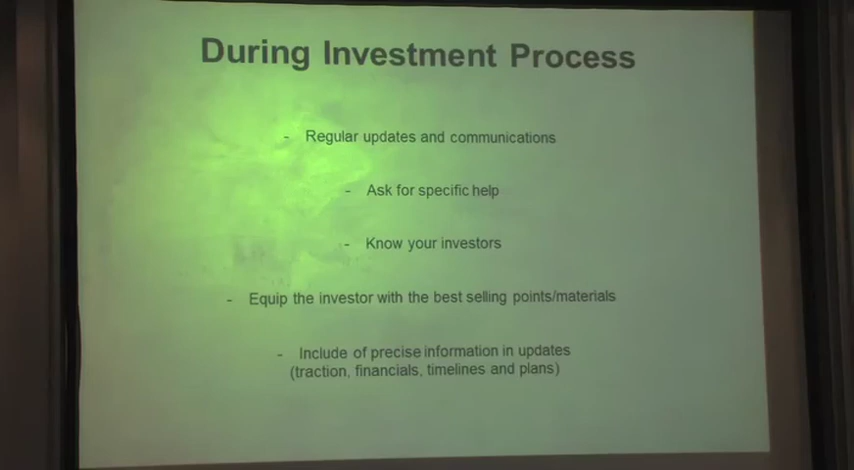 During Investment Process
- Regular updates and communications
- Ask for specific help
- Know your investors
- Equip the investor with the best selling points/materials
- Include of precise information in updates
(traction, financials, timelines and plans)